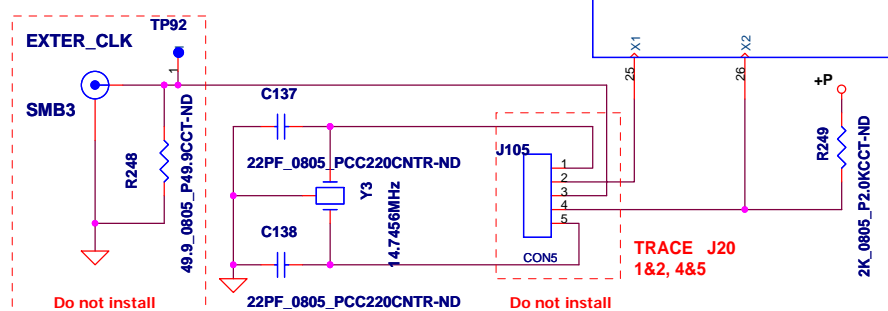 TP92
EXTER_CLK
1
SMB3
R248
49.9_0805_P49.9CCT-ND
Do not install
C137
22PF_0805_PCC220CNTR-ND
Y3
14.7456MHz
C138
22PF_0805_PCC220CNTR-ND
J105
1
2
3
4
5
CON5
Do not install
TRACE J20
1&2, 4&5
X1
25
X2
26
+P
R249
2K_0805_P2.0KCCT-ND